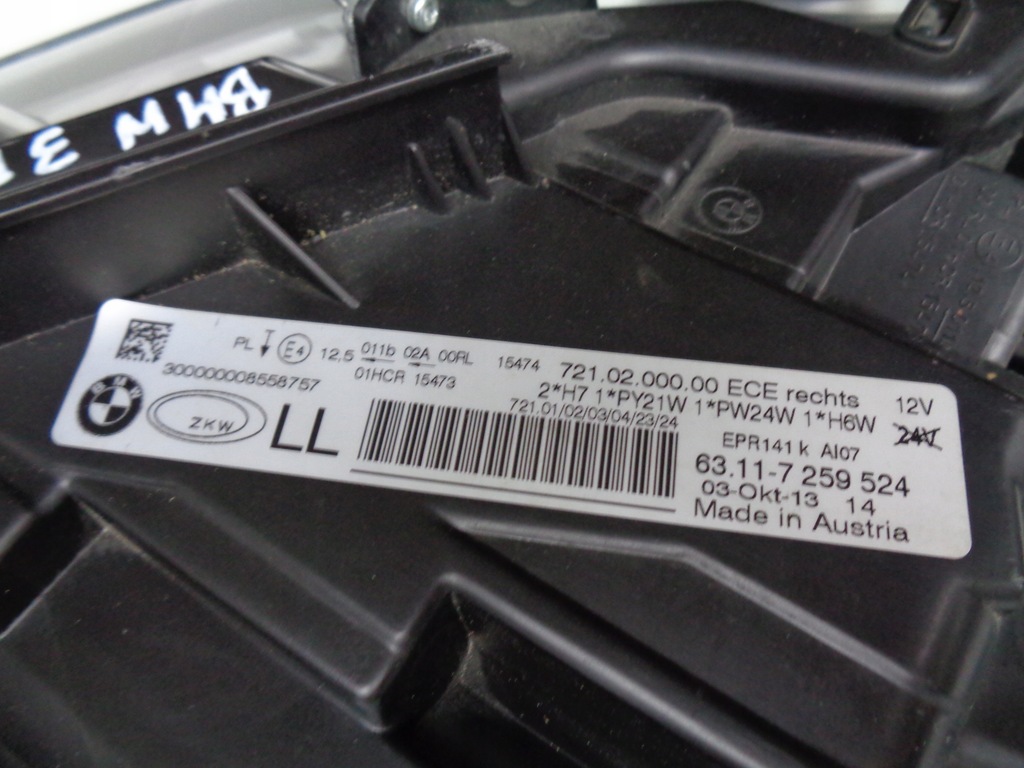 BMW 3
PL E4 12,5 011b 02A 00RL 15474
01HCR 15473
300000008558757
BMW
ZKW
LL
721.02.000.00 ECE rechts 12V
2*H7 1*PY21W 1*PW24W 1*H6W 24V
721.01/02/03/04/23/24
EPR141 k AI07
63.11-7 259 524
03-Okt-13 14
Made in Austria